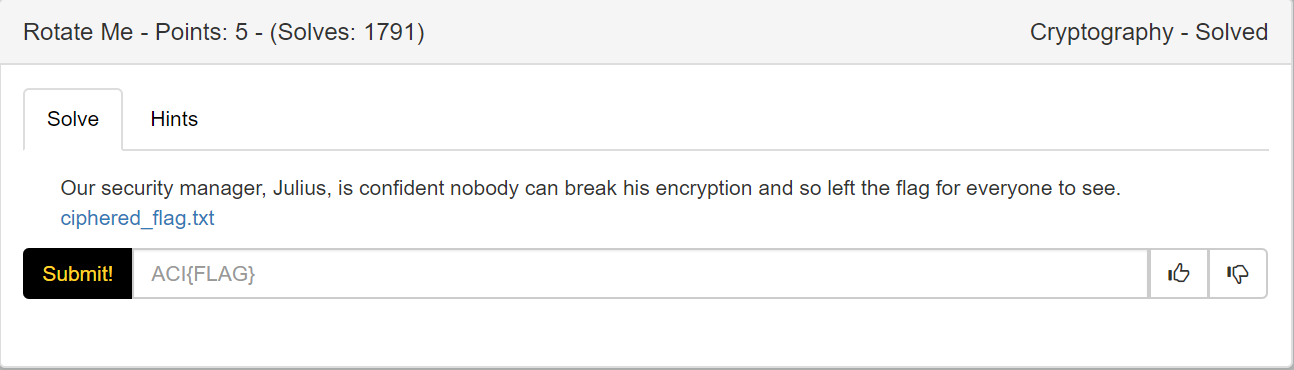 Rotate Me - Points: 5 - (Solves: 1791)
Cryptography - Solved
Solve
Hints
Our security manager, Julius, is confident nobody can break his encryption and so left the flag for everyone to see.
ciphered_flag.txt
Submit!
ACI{FLAG}